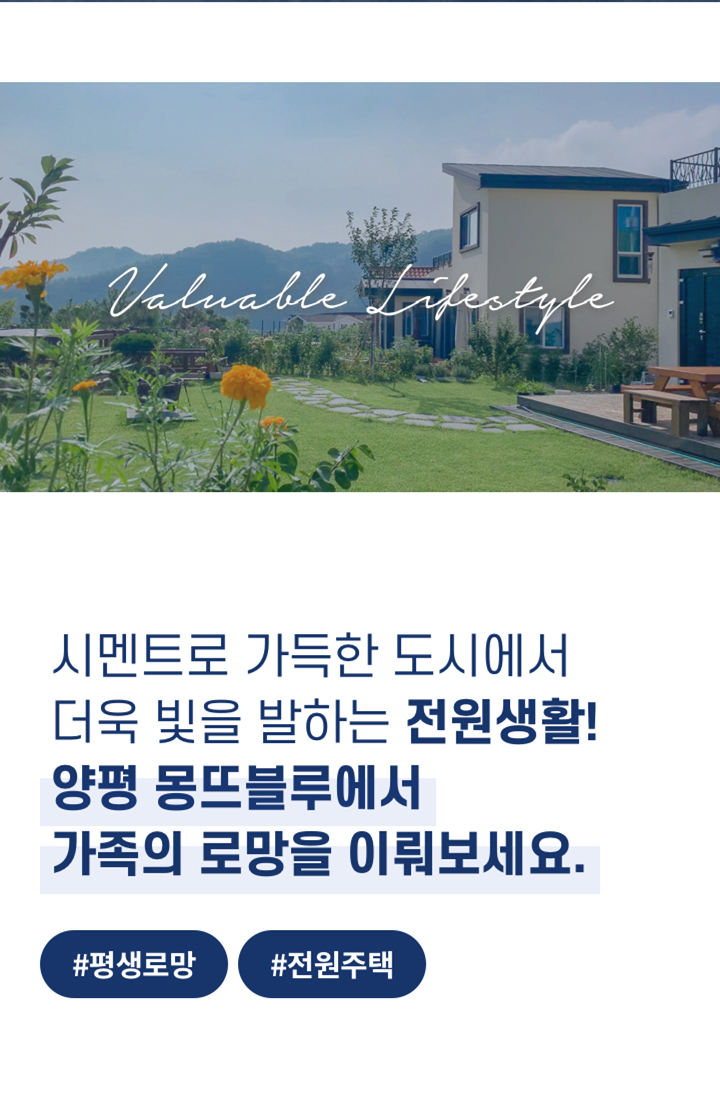 Valuable Lifestyle
시멘트로 가득한 도시에서
더욱 빛을 발하는 전원생활!
양평 몽뜨블루에서
가족의 로망을 이뤄보세요.
#평생로망 #전원주택